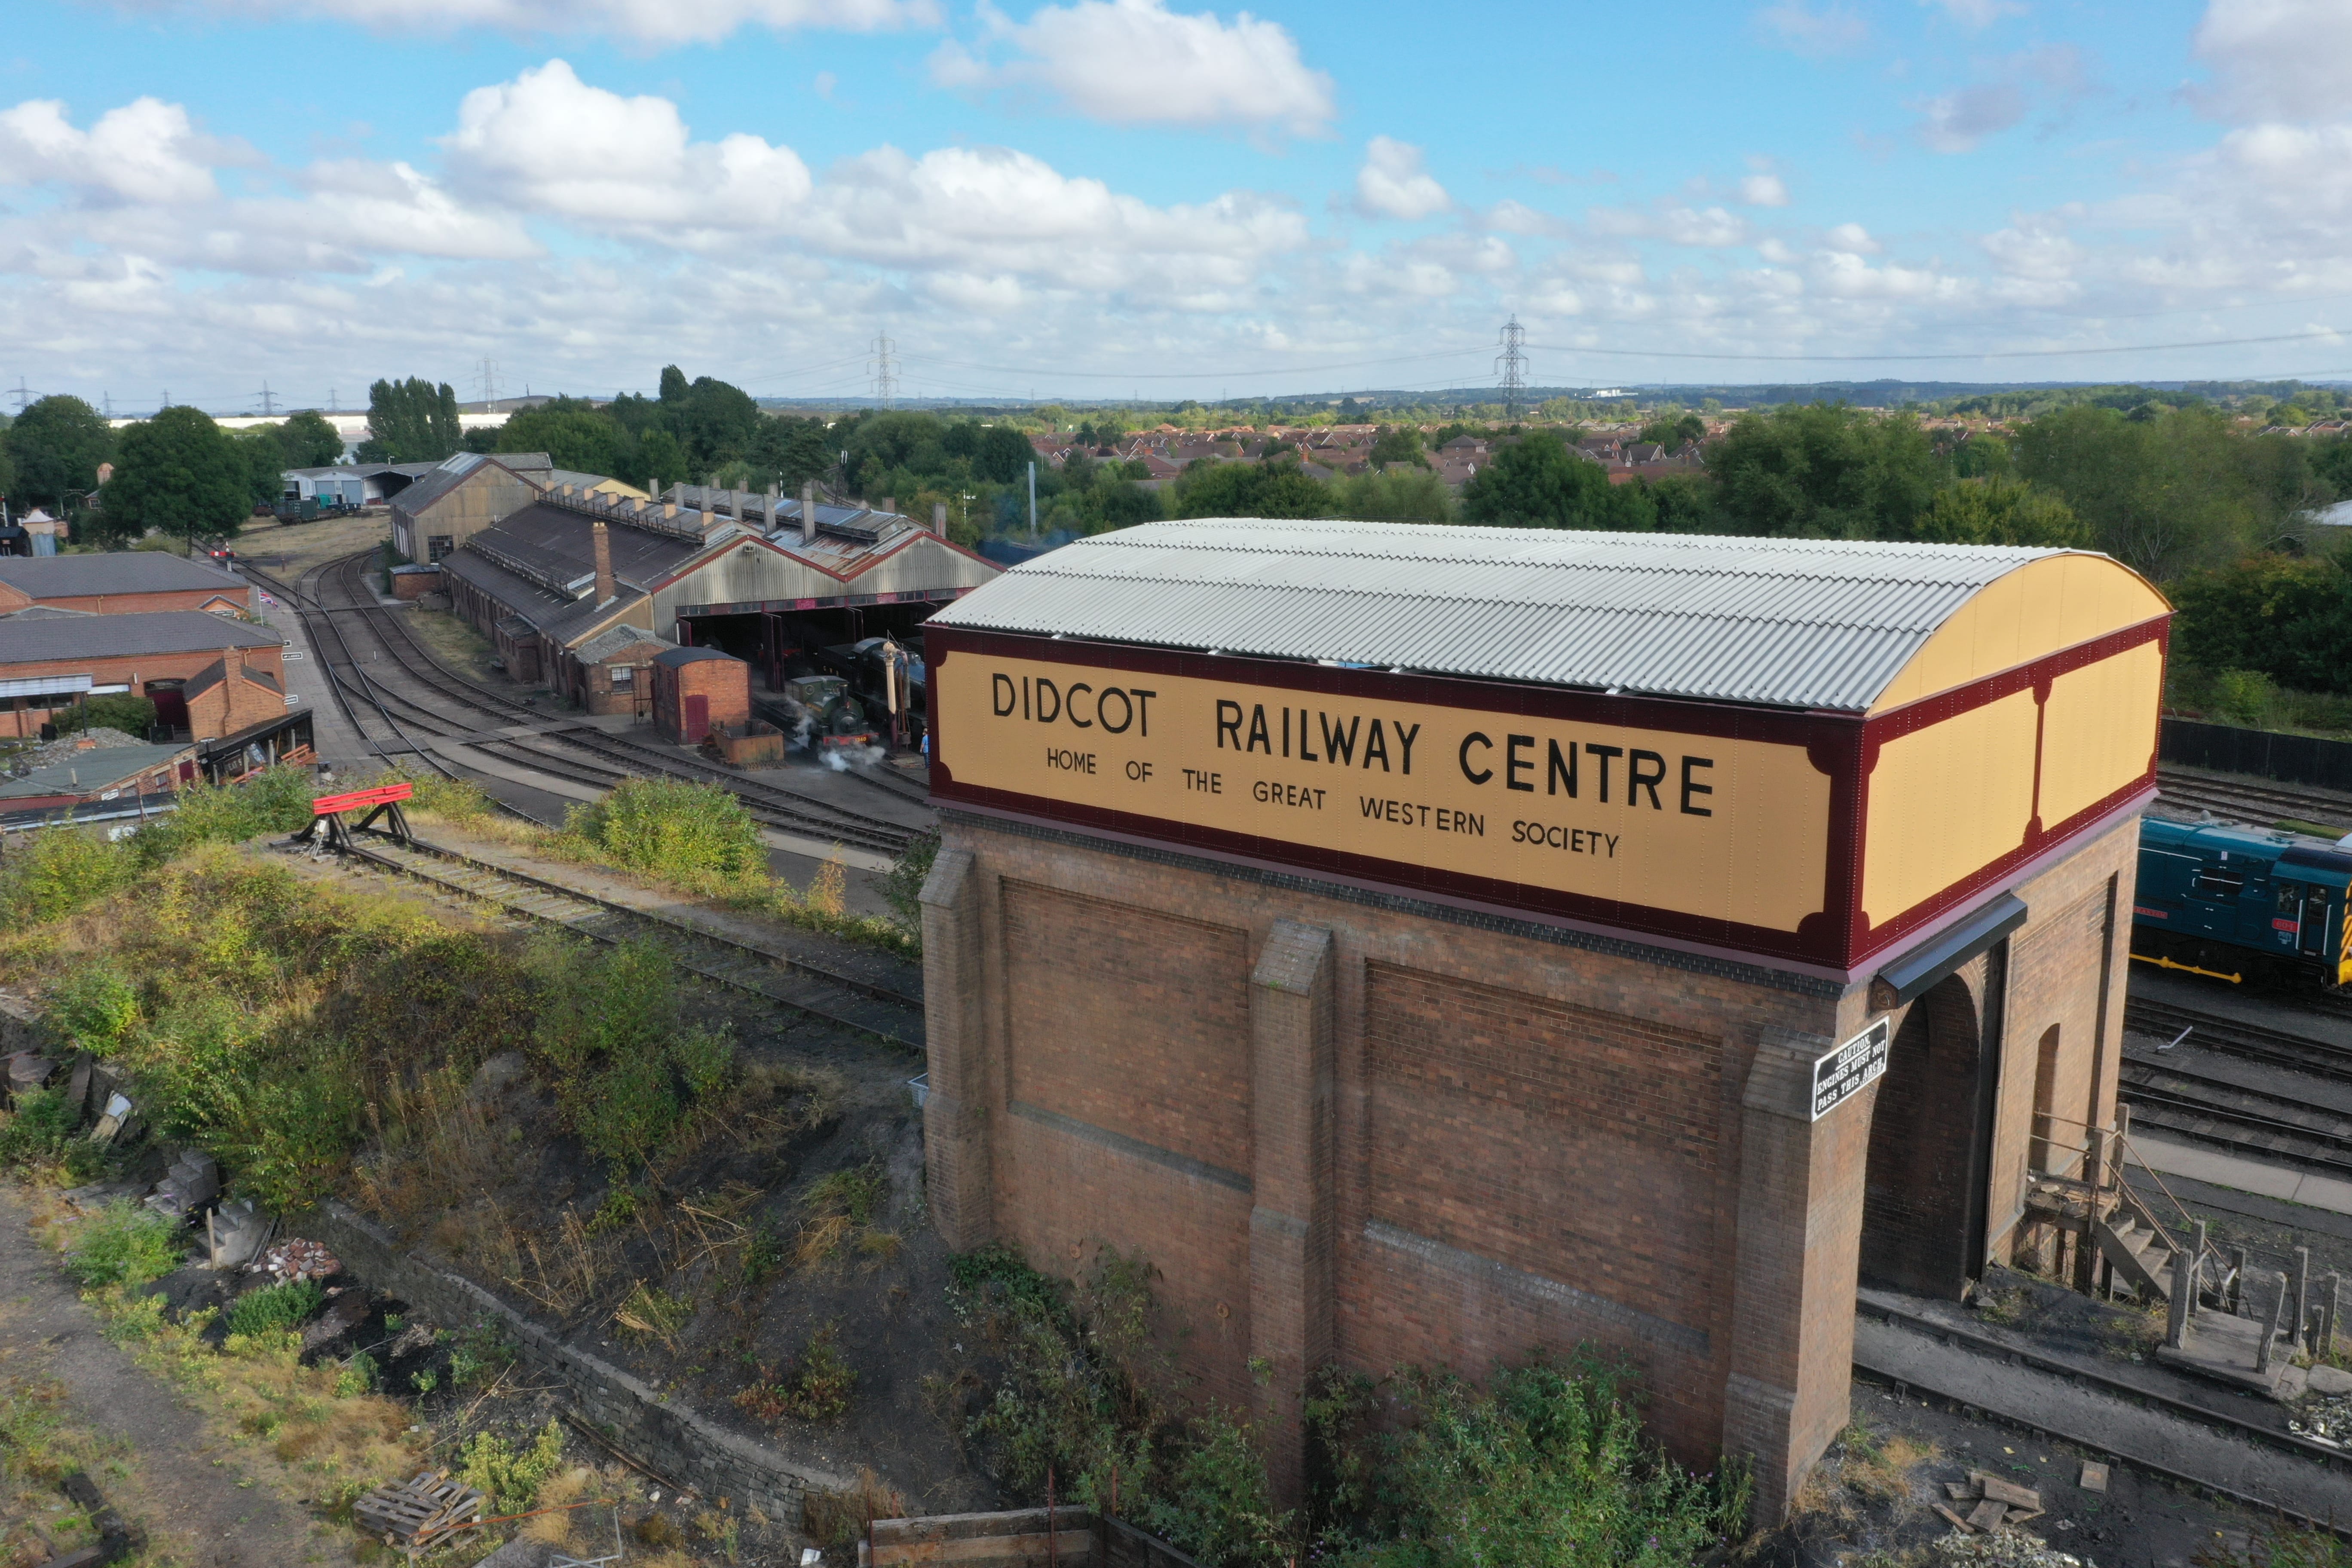 DIDCOT RAILWAY CENTRE
HOME OF THE GREAT WESTERN SOCIETY
CAUTION
ENGINES MUST NOT
PASS THIS ARCH